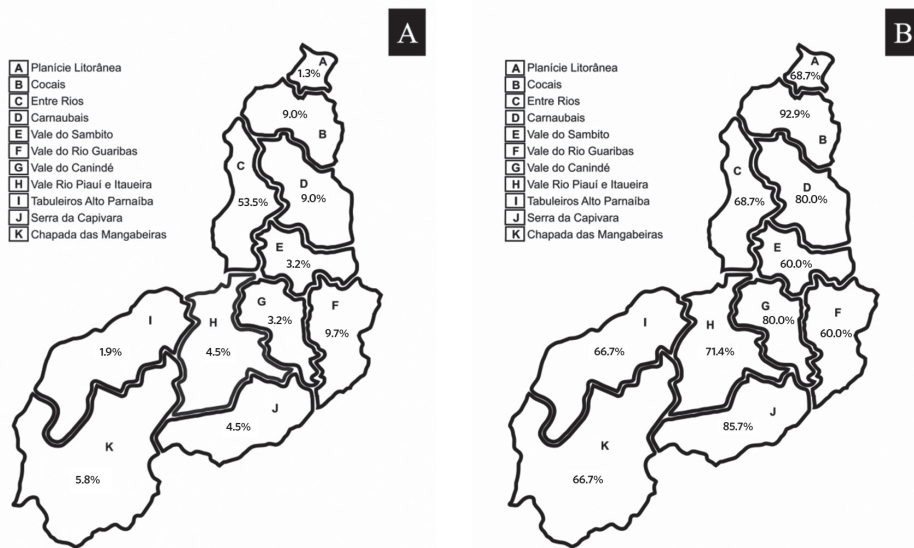 A
A Planície Litorânea
B Cocais
C Entre Rios
D Carnaubais
E Vale do Sambito
F Vale do Rio Guaribas
G Vale do Canindé
H Vale Rio Piauí e Itaueira
I Tabuleiros Alto Parnaíba
J Serra da Capivara
K Chapada das Mangabeiras
A
1.3%
9.0%
B
C
53.5%
D
9.0%
E
3.2%
G
3.2%
F
9.7%
H
4.5%
I
1.9%
J
4.5%
K
5.8%
B
A Planície Litorânea
B Cocais
C Entre Rios
D Carnaubais
E Vale do Sambito
F Vale do Rio Guaribas
G Vale do Canindé
H Vale Rio Piauí e Itaueira
I Tabuleiros Alto Parnaíba
J Serra da Capivara
K Chapada das Mangabeiras
A
68.7%
92.9%
B
C
68.7%
D
80.0%
E
60.0%
G
80.0%
F
60.0%
H
71.4%
I
66.7%
J
85.7%
K
66.7%